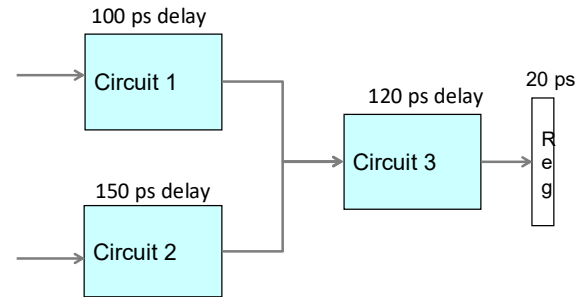 100 ps delay
Circuit 1
20 ps
120 ps delay
Circuit 3
R
e
g
150 ps delay
Circuit 2